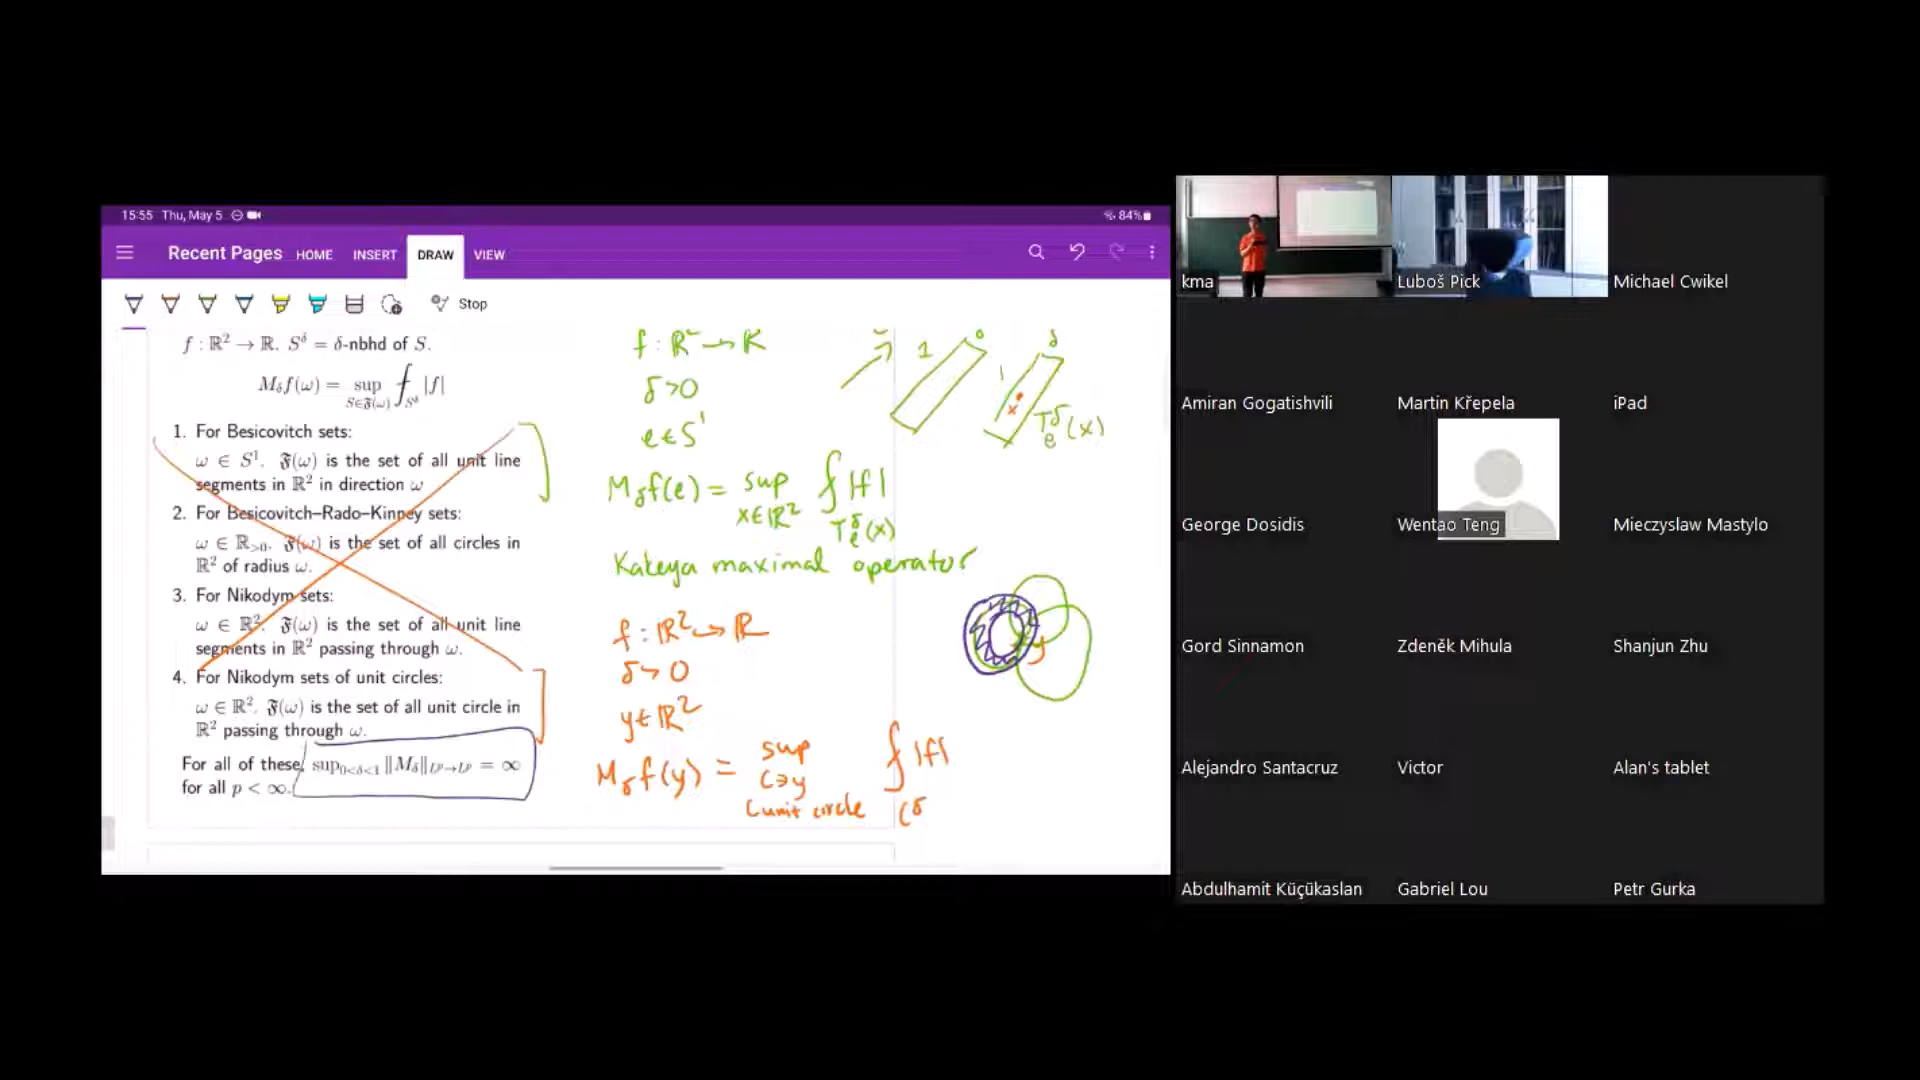 15:55 Thu, May 5
84%
Recent Pages HOME INSERT DRAW VIEW
Stop
f : ℝ² → ℝ. S^δ = δ-nbhd of S.
M_δ f(ω) = sup_{S∈𝔉(ω)} ⨍_{S^δ} |f|
1. For Besicovitch sets:
ω ∈ S¹. 𝔉(ω) is the set of all unit line
segments in ℝ² in direction ω
2. For Besicovitch–Rado–Kinney sets:
ω ∈ ℝ_{>0}. 𝔉(ω) is the set of all circles in
ℝ² of radius ω.
3. For Nikodym sets:
ω ∈ ℝ². 𝔉(ω) is the set of all unit line
segments in ℝ² passing through ω.
4. For Nikodym sets of unit circles:
ω ∈ ℝ². 𝔉(ω) is the set of all unit circle in
ℝ² passing through ω.
For all of these, sup_{0<δ<1} ‖M_δ‖_{L^p→L^p} = ∞
for all p < ∞.
f : ℝ² → ℝ
δ>0
e∈S¹
M_δ f(e) = sup_{x∈ℝ²} ⨍_{T_e^δ(x)} |f|
Kakeya maximal operator
1
δ
x
T_e^δ(x)
f : ℝ² → ℝ
δ > 0
y∈ℝ²
M_δ f(y) = sup_{C∋y} ⨍_{C^δ} |f|
C unit circle
y
kma
Luboš Pick
Michael Cwikel
Amiran Gogatishvili
Martin Křepela
iPad
George Dosidis
Wentao Teng
Mieczyslaw Mastylo
Gord Sinnamon
Zdeněk Mihula
Shanjun Zhu
Alejandro Santacruz
Victor
Alan's tablet
Abdulhamit Küçükaslan
Gabriel Lou
Petr Gurka